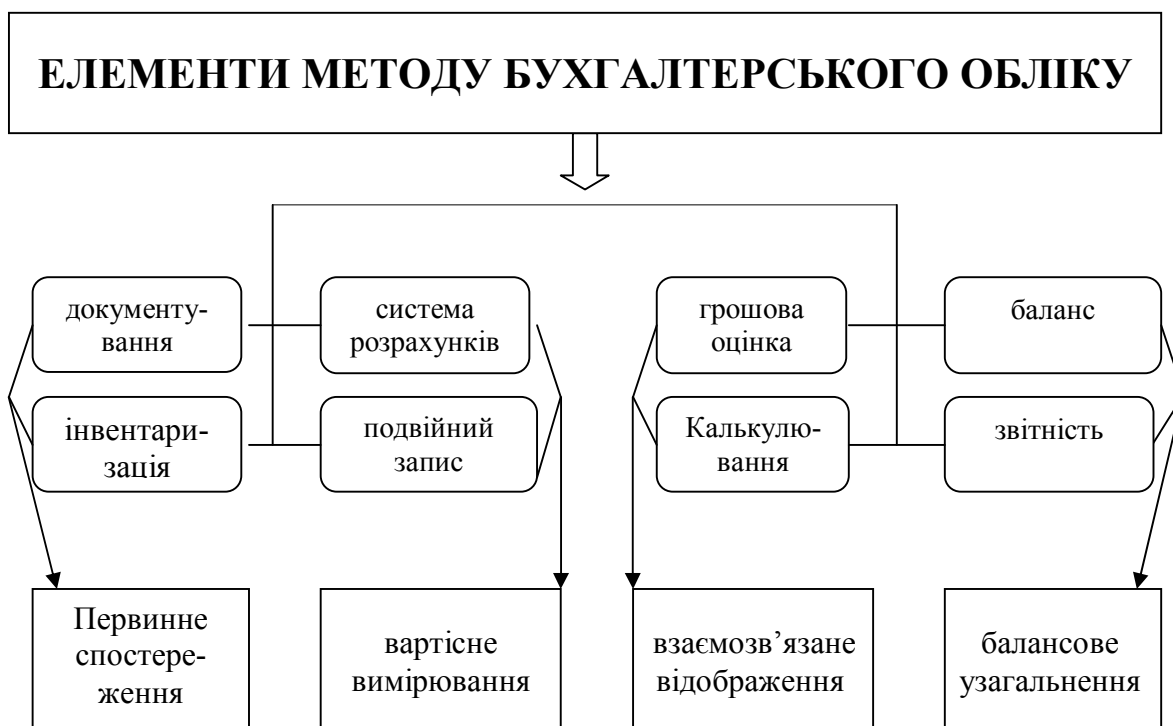 ЕЛЕМЕНТИ МЕТОДУ БУХГАЛТЕРСЬКОГО ОБЛІКУ
документу-
вання
система
розрахунків
грошова
оцінка
баланс
інвентари-
зація
подвійний
запис
Калькулю-
вання
звітність
Первинне
спостере-
ження
вартісне
вимірювання
взаємозв’язане
відображення
балансове
узагальнення